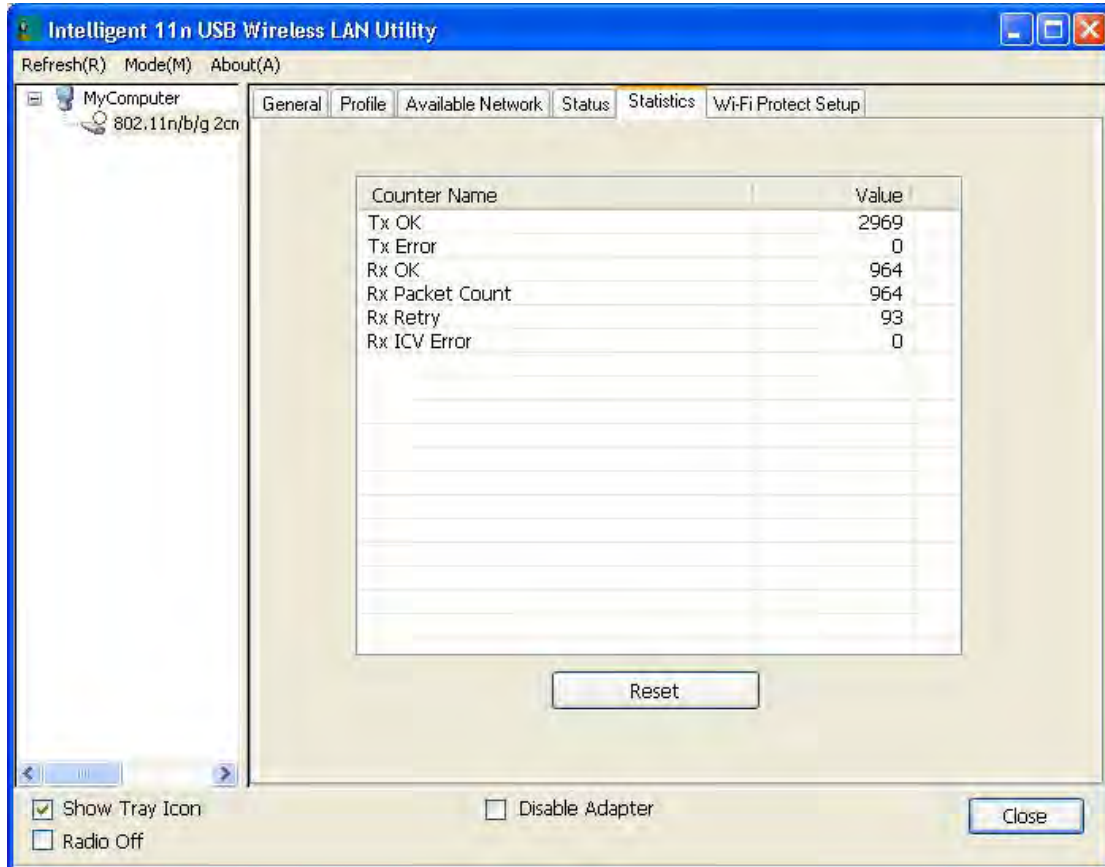 Intelligent 11n USB Wireless LAN Utility
Refresh(R) Mode(M) About(A)
MyComputer
802.11n/b/g 2cn
General Profile Available Network Status Statistics Wi-Fi Protect Setup
Counter Name Value
Tx OK 2969
Tx Error 0
Rx OK 964
Rx Packet Count 964
Rx Retry 93
Rx ICV Error 0
Reset
Show Tray Icon
Disable Adapter
Close
Radio Off